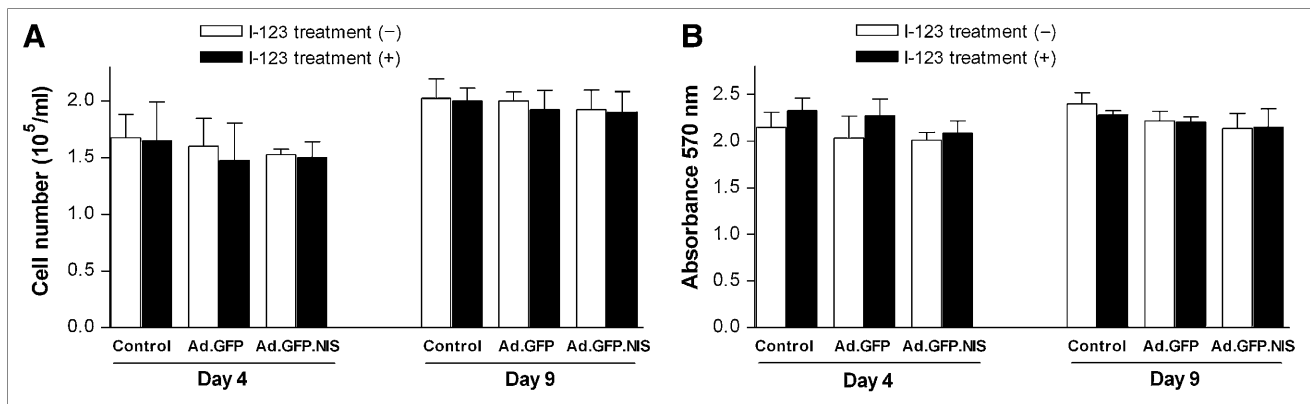 A
I-123 treatment (−)
I-123 treatment (+)
Cell number (10⁵/ml)
2.0
1.5
1.0
.5
0.0
Control Ad.GFP Ad.GFP.NIS Control Ad.GFP Ad.GFP.NIS
Day 4 Day 9
B
I-123 treatment (−)
I-123 treatment (+)
Absorbance 570 nm
2.5
2.0
1.5
1.0
0.5
0.0
Control Ad.GFP Ad.GFP.NIS Control Ad.GFP Ad.GFP.NIS
Day 4 Day 9